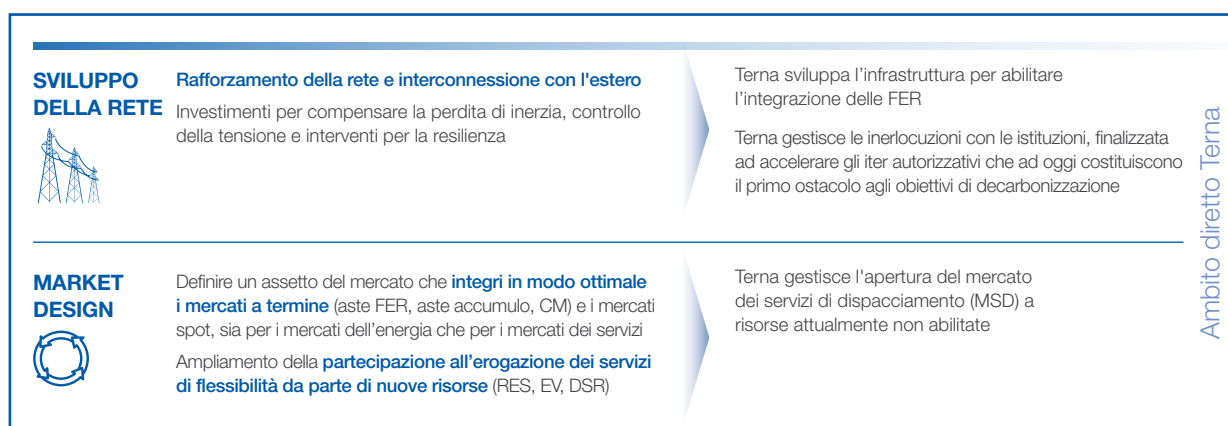 SVILUPPO
DELLA RETE
Rafforzamento della rete e interconnessione con l'estero
Investimenti per compensare la perdita di inerzia, controllo
della tensione e interventi per la resilienza
Terna sviluppa l’infrastruttura per abilitare
l’integrazione delle FER
Terna gestisce le inerlocuzioni con le istituzioni, finalizzata
ad accelerare gli iter autorizzativi che ad oggi costituiscono
il primo ostacolo agli obiettivi di decarbonizzazione
MARKET
DESIGN
Definire un assetto del mercato che integri in modo ottimale
i mercati a termine (aste FER, aste accumulo, CM) e i mercati
spot, sia per i mercati dell’energia che per i mercati dei servizi
Ampliamento della partecipazione all’erogazione dei servizi
di flessibilità da parte di nuove risorse (RES, EV, DSR)
Terna gestisce l'apertura del mercato
dei servizi di dispacciamento (MSD) a
risorse attualmente non abilitate
Ambito diretto Terna